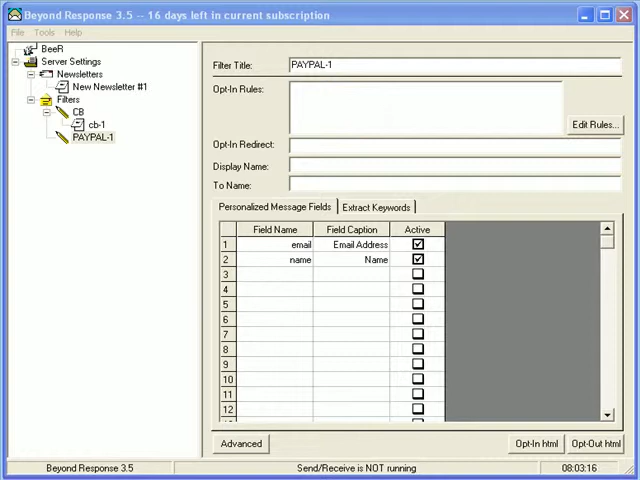 Beyond Response 3.5 -- 16 days left in current subscription
File Tools Help
BeeR
Server Settings
Newsletters
New Newsletter #1
Filters
CB
cb-1
PAYPAL-1
Filter Title: PAYPAL-1
Opt-In Rules:
Edit Rules...
Opt-In Redirect:
Display Name:
To Name:
Personalized Message Fields Extract Keywords
Field Name Field Caption Active
1 email Email Address
2 name Name
3
4
5
6
7
8
9
10
11
12
Advanced Opt-In html Opt-Out html
Beyond Response 3.5 Send/Receive is NOT running 08:03:16